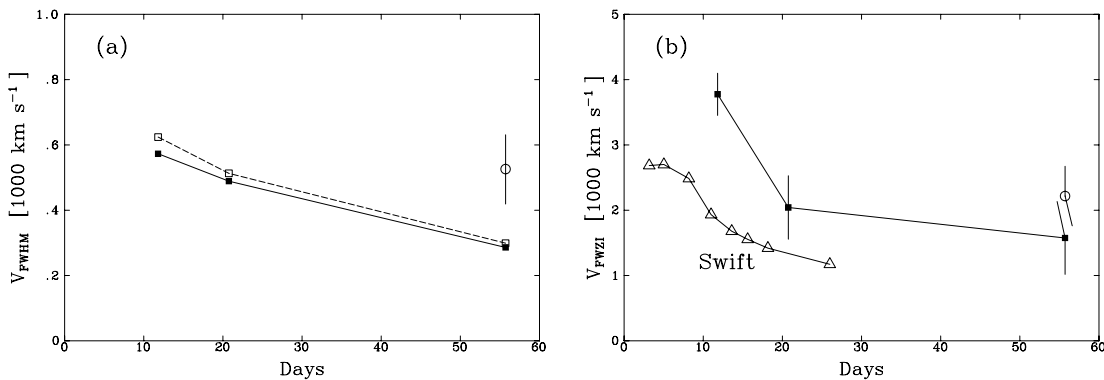 (a)
V_FWHM [1000 km s⁻¹]
1.0
.8
.6
.4
.2
0
0 10 20 30 40 50 60
Days
(b)
V_FWZI [1000 km s⁻¹]
5
4
3
2
1
0
Swift
0 10 20 30 40 50 60
Days